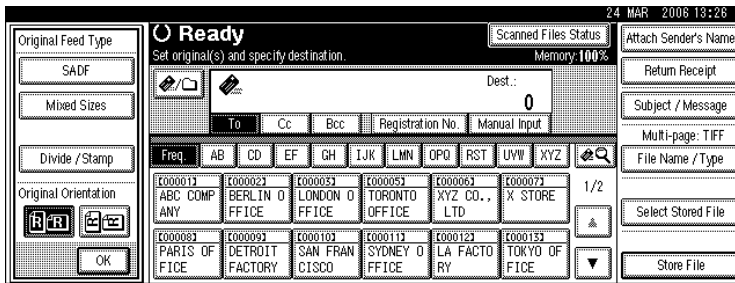 24 MAR 2006 13:26
Original Feed Type
SADF
Mixed Sizes
Divide / Stamp
Original Orientation
R R R R
OK
Ready
Scanned Files Status
Set original(s) and specify destination.
Memory:100%
Dest.:
0
To Cc Bcc Registration No. Manual Input
Freq. AB CD EF GH IJK LMN OPQ RST UVW XYZ
[00001] [00002] [00003] [00005] [00006] [00007]
ABC COMP BERLIN O LONDON O TORONTO XYZ CO., X STORE
ANY FFICE FFICE OFFICE LTD
1/2
[00008] [00009] [00010] [00011] [00012] [00013]
PARIS OF DETROIT SAN FRAN SYDNEY O LA FACTO TOKYO OF
FICE FACTORY CISCO FFICE RY FICE
Attach Sender's Name
Return Receipt
Subject / Message
Multi-page: TIFF
File Name / Type
Select Stored File
Store File